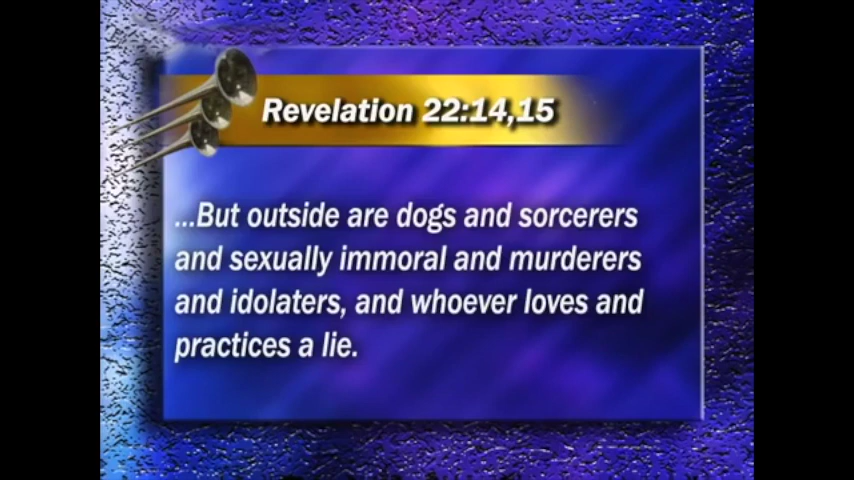 Revelation 22:14,15
...But outside are dogs and sorcerers
and sexually immoral and murderers
and idolaters, and whoever loves and
practices a lie.